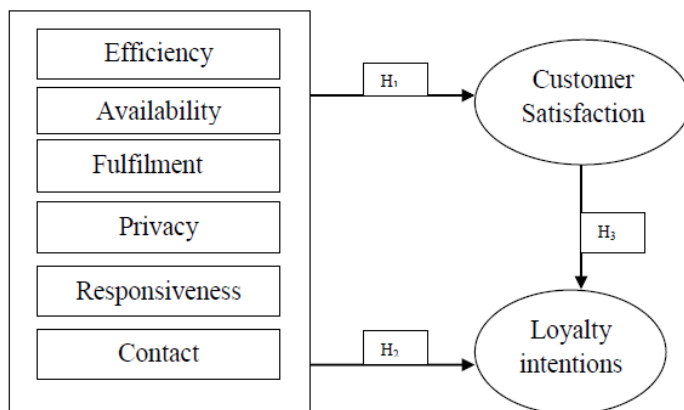 Efficiency
Availability
Fulfilment
Privacy
Responsiveness
Contact
H₁
Customer
Satisfaction
H₃
H₂
Loyalty
intentions